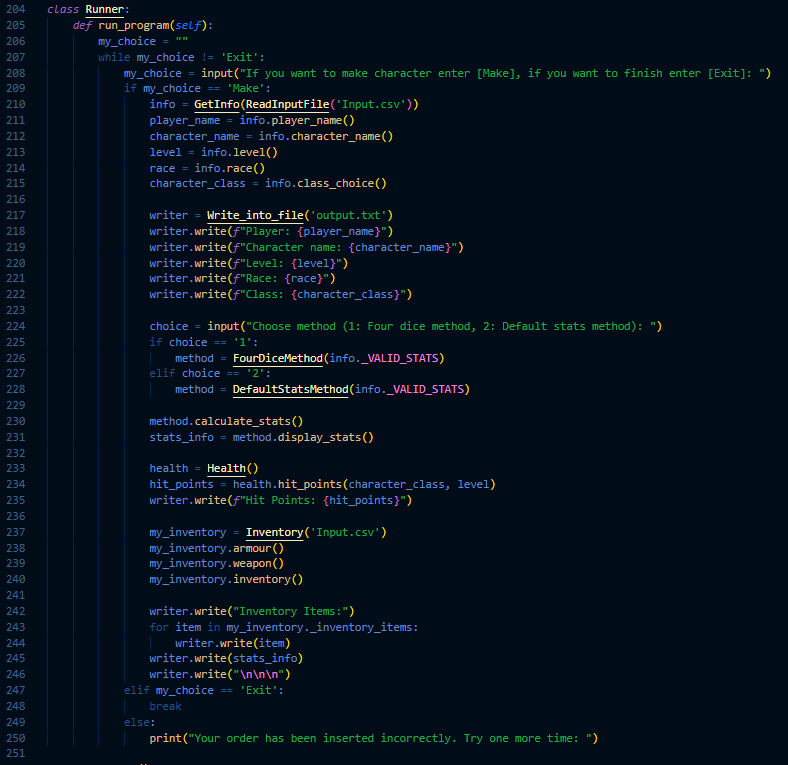 204 class Runner:
205     def run_program(self):
206         my_choice = ""
207         while my_choice != 'Exit':
208             my_choice = input("If you want to make character enter [Make], if you want to finish enter [Exit]: ")
209             if my_choice == 'Make':
210                 info = GetInfo(ReadInputFile('Input.csv'))
211                 player_name = info.player_name()
212                 character_name = info.character_name()
213                 level = info.level()
214                 race = info.race()
215                 character_class = info.class_choice()
216
217                 writer = Write_into_file('output.txt')
218                 writer.write(f"Player: {player_name}")
219                 writer.write(f"Character name: {character_name}")
220                 writer.write(f"Level: {level}")
221                 writer.write(f"Race: {race}")
222                 writer.write(f"Class: {character_class}")
223
224                 choice = input("Choose method (1: Four dice method, 2: Default stats method): ")
225                 if choice == '1':
226                     method = FourDiceMethod(info._VALID_STATS)
227                 elif choice == '2':
228                     method = DefaultStatsMethod(info._VALID_STATS)
229
230                 method.calculate_stats()
231                 stats_info = method.display_stats()
232
233                 health = Health()
234                 hit_points = health.hit_points(character_class, level)
235                 writer.write(f"Hit Points: {hit_points}")
236
237                 my_inventory = Inventory('Input.csv')
238                 my_inventory.armour()
239                 my_inventory.weapon()
240                 my_inventory.inventory()
241
242                 writer.write("Inventory Items:")
243                 for item in my_inventory._inventory_items:
244                     writer.write(item)
245                 writer.write(stats_info)
246                 writer.write("\n\n\n")
247             elif my_choice == 'Exit':
248                 break
249             else:
250                 print("Your order has been inserted incorrectly. Try one more time: ")
251